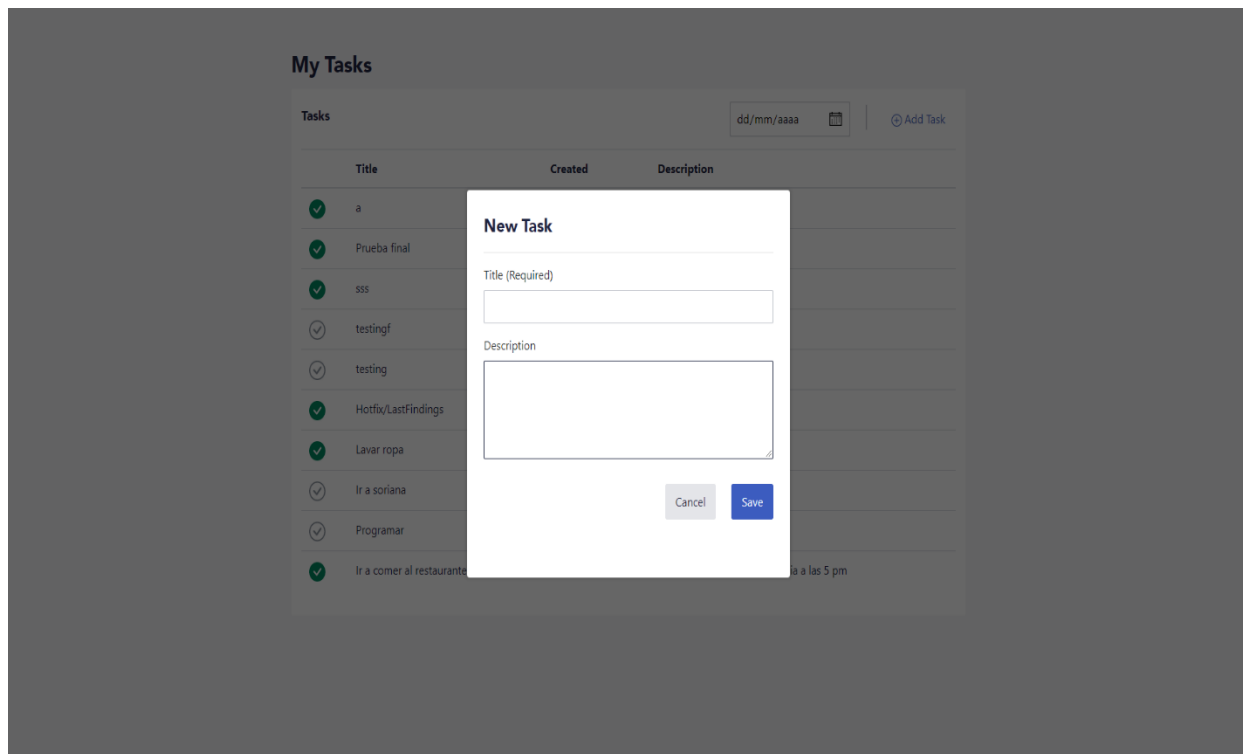 My Tasks
Tasks
dd/mm/aaaa
Add Task
Title Created Description
a
Prueba final
sss
testingf
testing
Hotfix/LastFindings
Lavar ropa
Ir a soriana
Programar
Ir a comer al restaurante
ia a las 5 pm
New Task
Title (Required)
Description
Cancel
Save